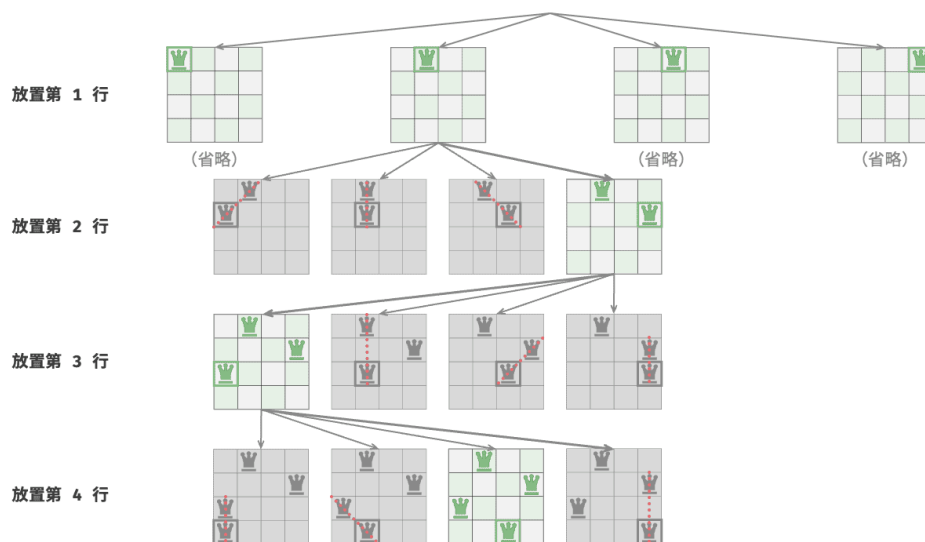 放置第 1 行
（省略）
（省略）
（省略）
放置第 2 行
放置第 3 行
放置第 4 行